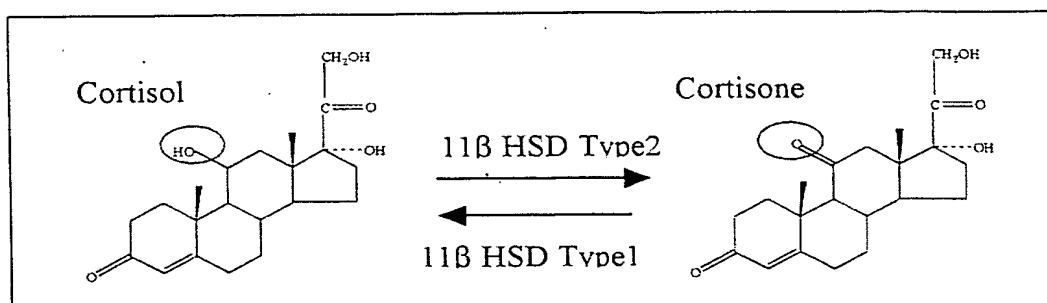 Cortisol
CH₂OH
C=O
HO
OH
O
11β HSD Type2
11β HSD Type1
Cortisone
CH₂OH
C=O
O
OH
O